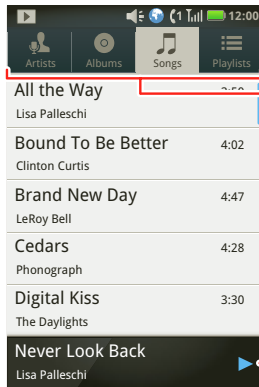 12:00
Artists Albums Songs Playlists
All the Way
Lisa Palleschi
Bound To Be Better 4:02
Clinton Curtis
Brand New Day 4:47
LeRoy Bell
Cedars 4:28
Phonograph
Digital Kiss 3:30
The Daylights
Never Look Back
Lisa Palleschi